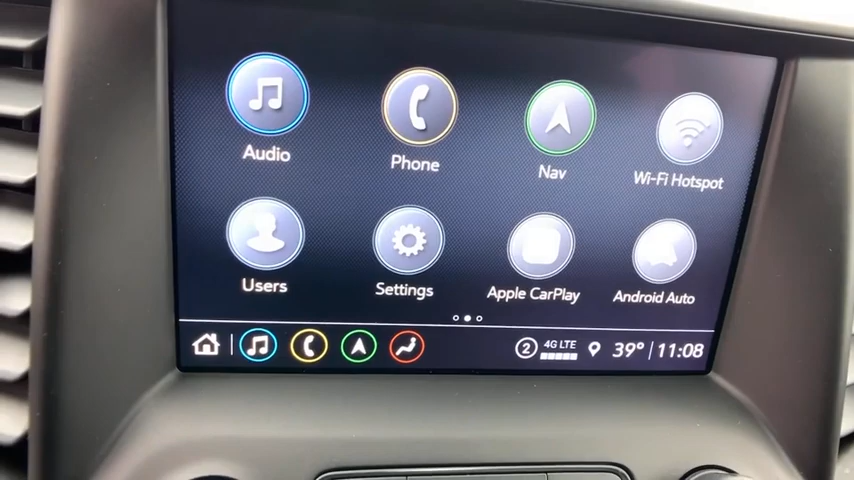 Audio
Phone
Nav
Wi-Fi Hotspot
Users
Settings
Apple CarPlay
Android Auto
2 4G LTE 39° 11:08